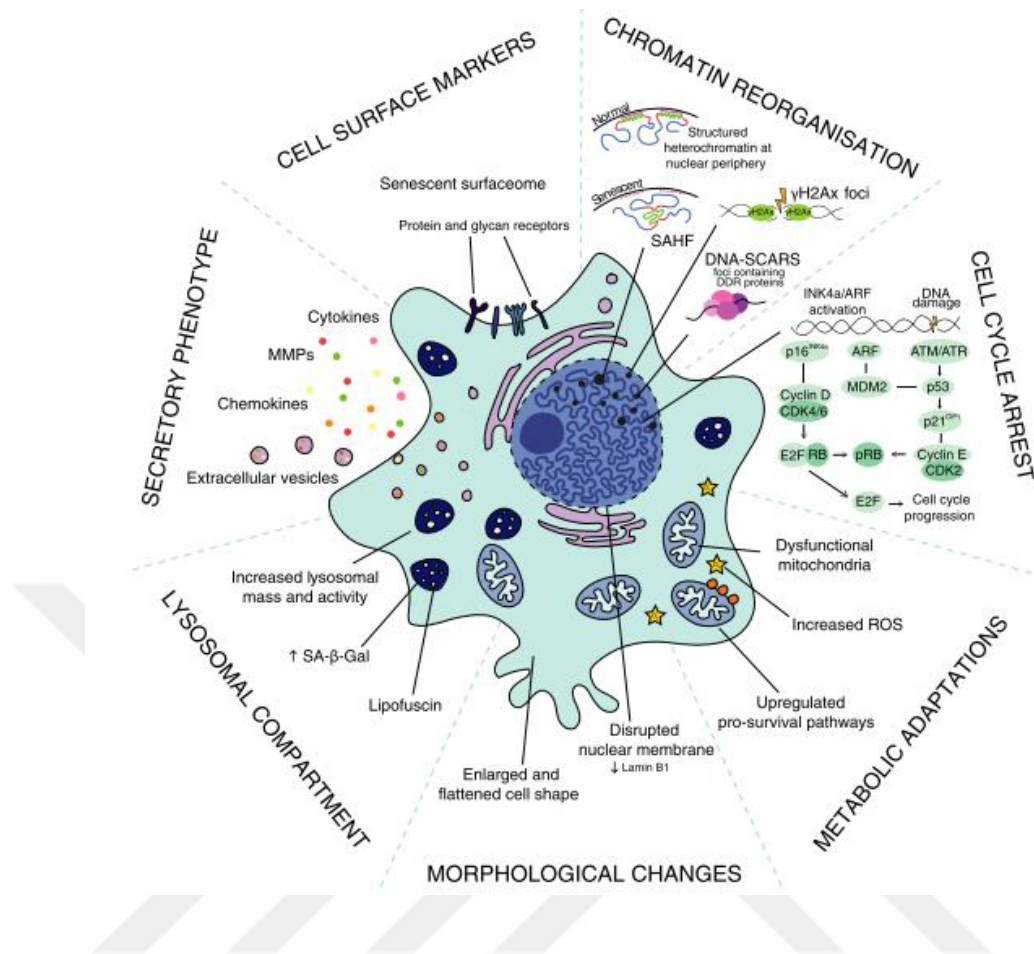 CELL SURFACE MARKERS
Senescent surfaceome
Protein and glycan receptors
CHROMATIN REORGANISATION
Normal
Structured
heterochromatin at
nuclear periphery
Senescent
SAHF
γH2Ax foci
γH2Ax γH2Ax
DNA-SCARS
foci containing
DDR proteins
CELL CYCLE ARREST
INK4a/ARF
activation
DNA
damage
p16INK4a ARF ATM/ATR
MDM2 p53
Cyclin D
CDK4/6
p21CIP1
E2F RB pRB Cyclin E
CDK2
E2F Cell cycle
progression
SECRETORY PHENOTYPE
Cytokines
MMPs
Chemokines
Extracellular vesicles
LYSOSOMAL COMPARTMENT
Increased lysosomal
mass and activity
↑ SA-β-Gal
Lipofuscin
MORPHOLOGICAL CHANGES
Enlarged and
flattened cell shape
Disrupted
nuclear membrane
↓ Lamin B1
METABOLIC ADAPTATIONS
Dysfunctional
mitochondria
Increased ROS
Upregulated
pro-survival pathways